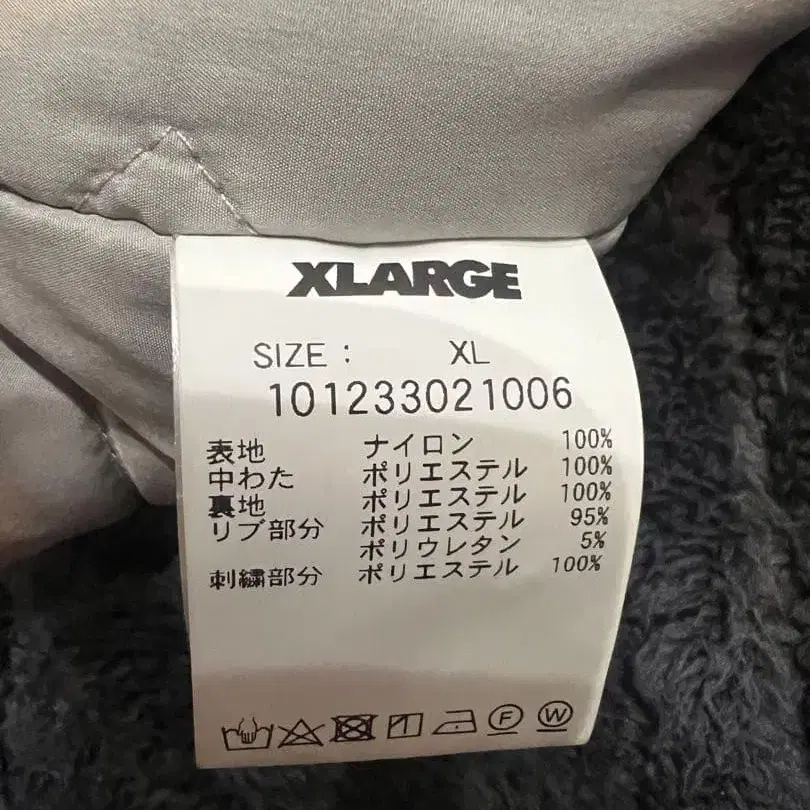 XLARGE
SIZE : XL
101233021006
表地 ナイロン 100%
中わた ポリエステル 100%
裏地 ポリエステル 100%
リブ部分 ポリエステル 95%
ポリウレタン 5%
刺繍部分 ポリエステル 100%
F W